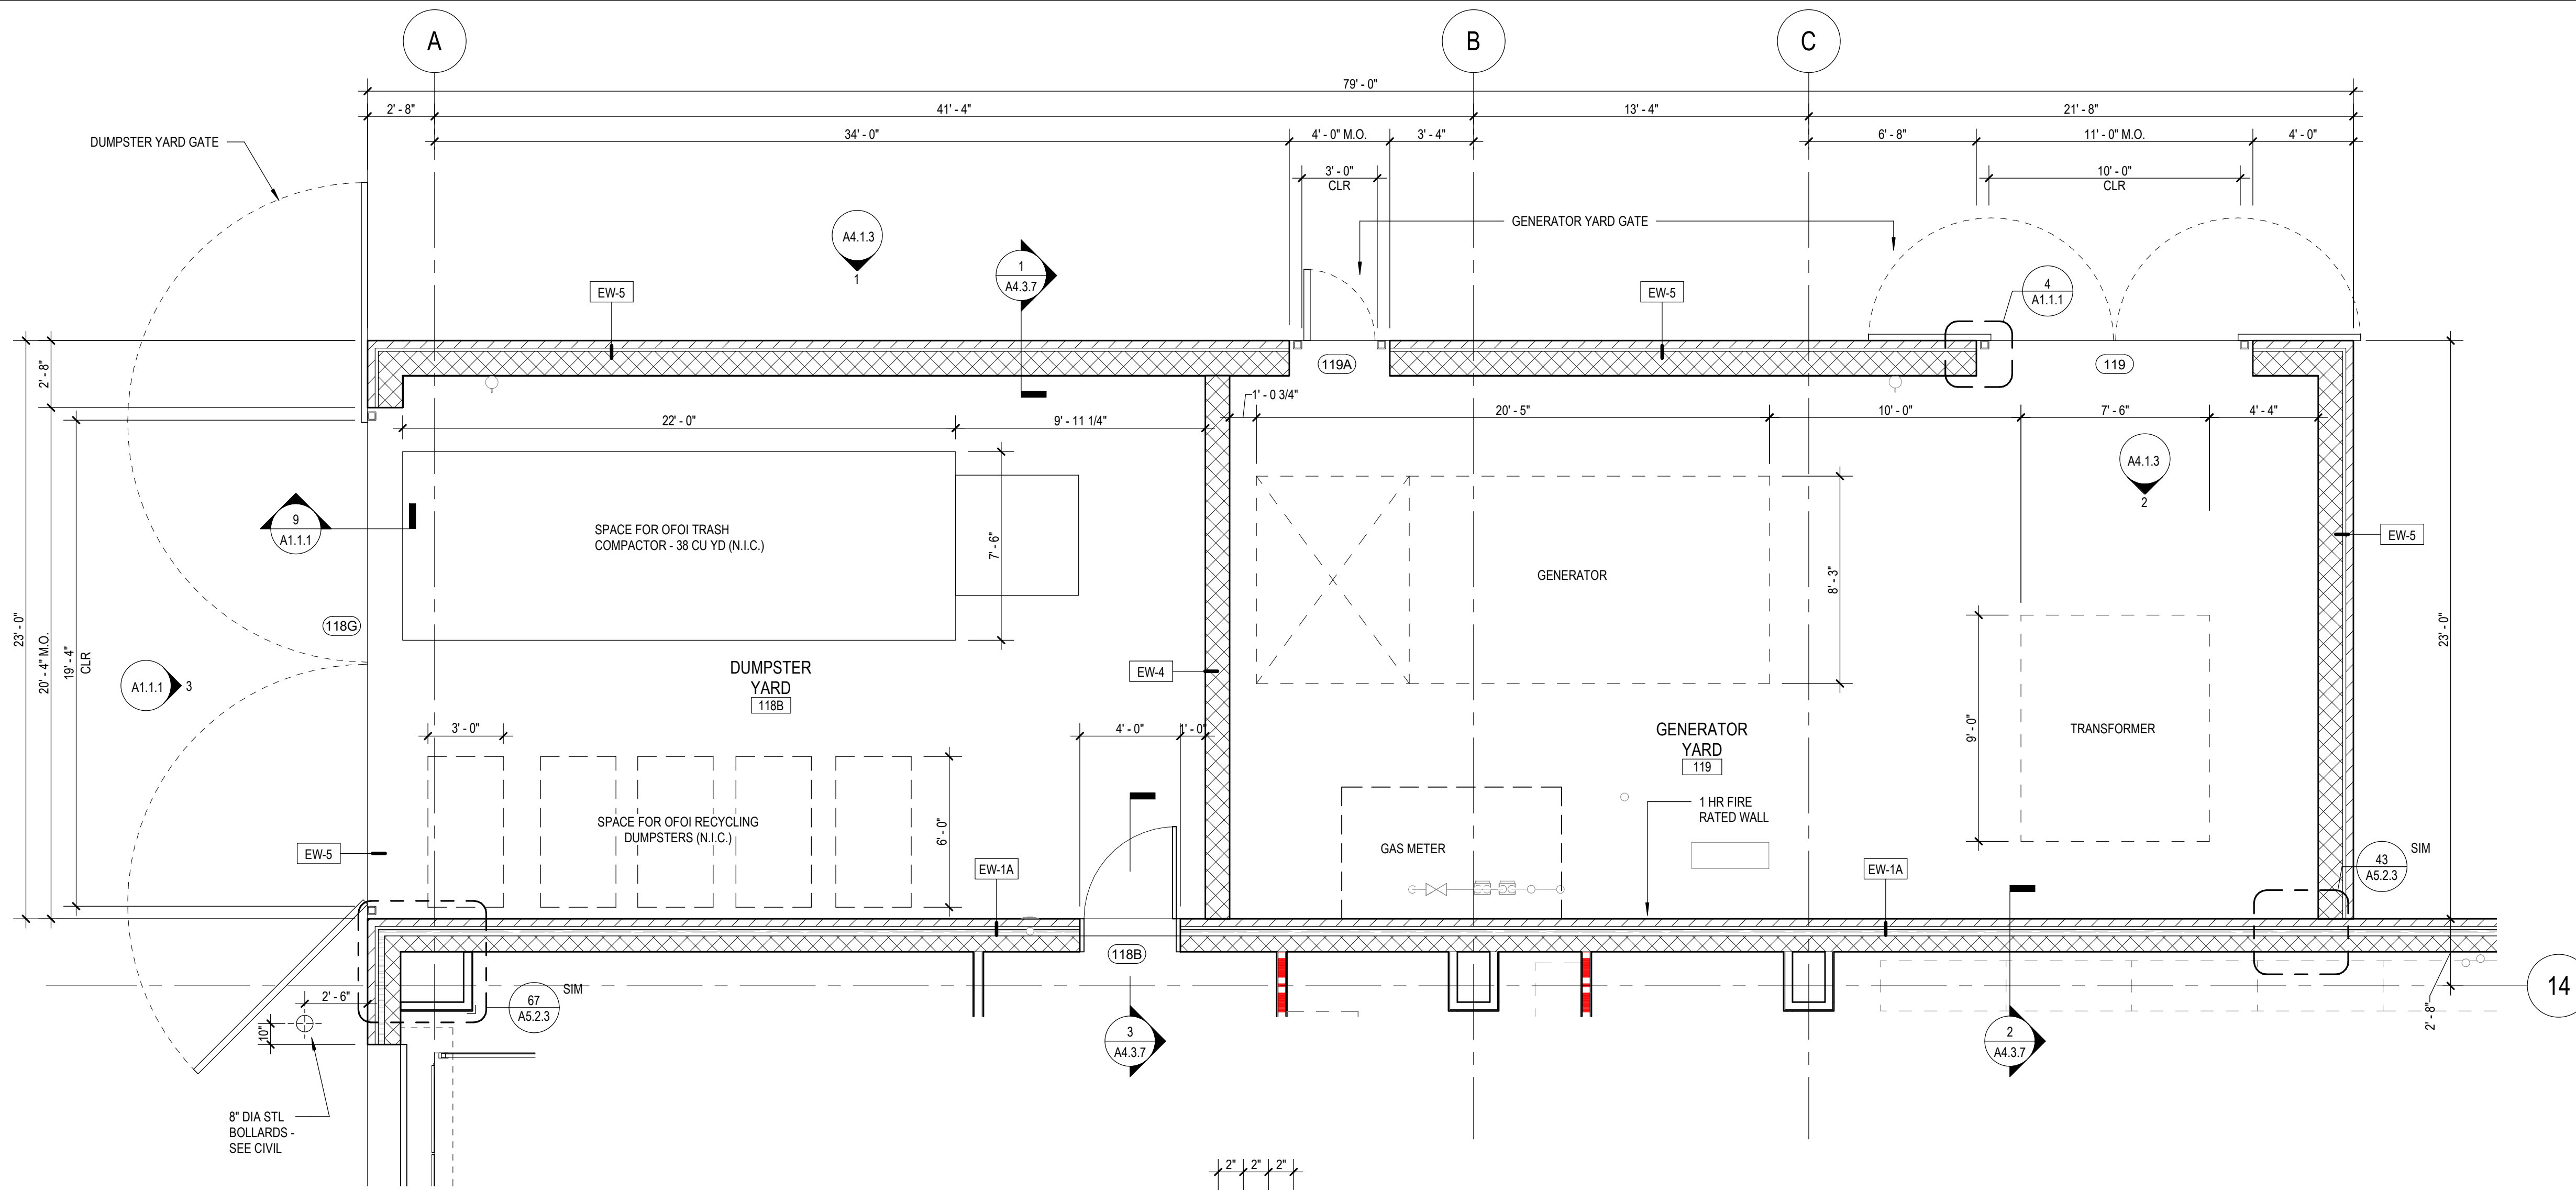 A
B
C
79' - 0"
2' - 8"
41' - 4"
13' - 4"
21' - 8"
34' - 0"
4' - 0" M.O.
3' - 4"
6' - 8"
11' - 0" M.O.
4' - 0"
DUMPSTER YARD GATE
3' - 0"
CLR
10' - 0"
CLR
GENERATOR YARD GATE
A4.1.3
1
1
A4.3.7
EW-5
EW-5
4
A1.1.1
119A
119
2' - 8"
1' - 0 3/4"
22' - 0"
9' - 11 1/4"
20' - 5"
10' - 0"
7' - 6"
4' - 4"
A4.1.3
2
9
A1.1.1
SPACE FOR OFOI TRASH
COMPACTOR - 38 CU YD (N.I.C.)
7' - 6"
GENERATOR
8' - 3"
EW-5
23' - 0"
20' - 4" M.O.
19' - 4"
CLR
118G
A1.1.1
3
DUMPSTER
YARD
118B
EW-4
23' - 0"
3' - 0"
4' - 0"
1' - 0"
GENERATOR
YARD
119
9' - 0"
TRANSFORMER
SPACE FOR OFOI RECYCLING
DUMPSTERS (N.I.C.)
6' - 0"
1 HR FIRE
RATED WALL
GAS METER
EW-5
EW-1A
EW-1A
43
A5.2.3
SIM
118B
2' - 6"
10"
67
A5.2.3
SIM
3
A4.3.7
2
A4.3.7
2' - 8"
14
8" DIA STL
BOLLARDS -
SEE CIVIL
2"
2"
2"